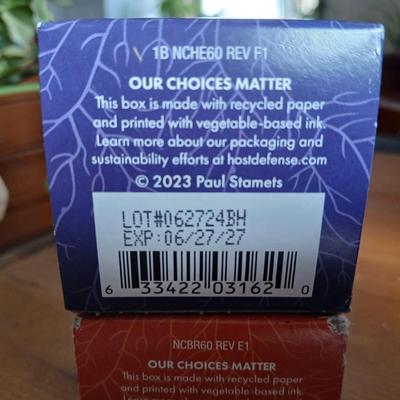 1B NCHE60 REV F1
OUR CHOICES MATTER
This box is made with recycled paper
and printed with vegetable-based ink.
Learn more about our packaging and
sustainability efforts at hostdefense.com
© 2023 Paul Stamets
LOT#062724BH
EXP:06/27/27
6 33422 03162 0
NCBR60 REV E1
OUR CHOICES MATTER
This box is made with recycled paper
and printed with vegetable-based ink.